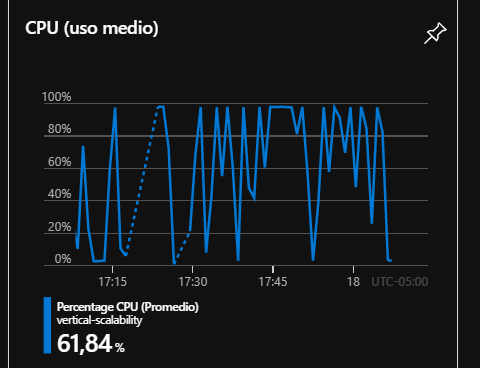 CPU (uso medio)
100%
80%
60%
40%
20%
0%
17:15 17:30 17:45 18 UTC-05:00
Percentage CPU (Promedio)
vertical-scalability
61,84 %